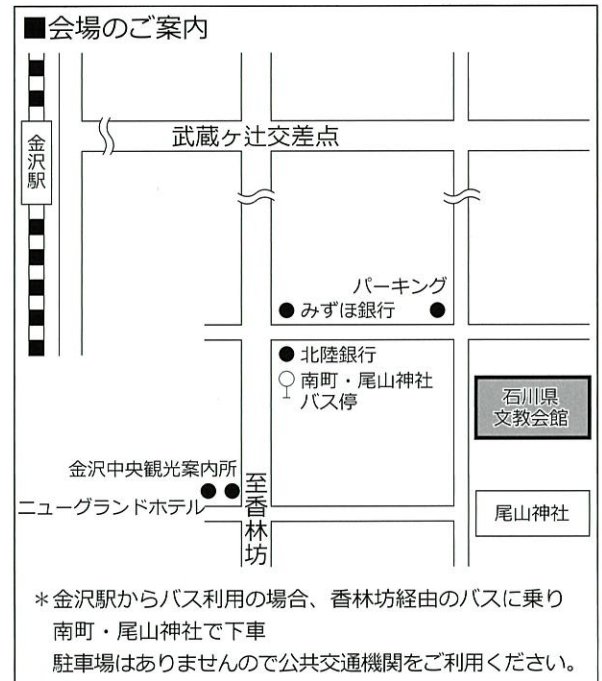 ■会場のご案内
武蔵ヶ辻交差点
金沢駅
パーキング
みずほ銀行
北陸銀行
南町・尾山神社
バス停
石川県
文教会館
金沢中央観光案内所
ニューグランドホテル
至香林坊
尾山神社
＊金沢駅からバス利用の場合、香林坊経由のバスに乗り
南町・尾山神社で下車
駐車場はありませんので公共交通機関をご利用ください。